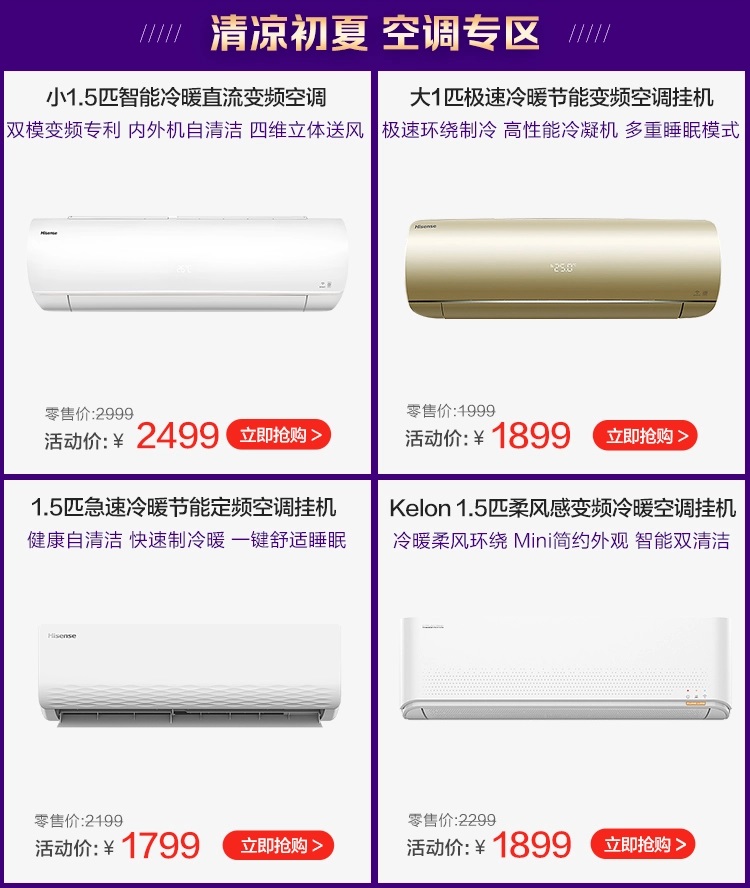 清凉初夏 空调专区
小1.5匹智能冷暖直流变频空调
双模变频专利 内外机自清洁 四维立体送风
Hisense
零售价:2999
活动价:¥ 2499 立即抢购 >
大1匹极速冷暖节能变频空调挂机
极速环绕制冷 高性能冷凝机 多重睡眠模式
Hisense
25.0
零售价:1999
活动价:¥ 1899 立即抢购 >
1.5匹急速冷暖节能定频空调挂机
健康自清洁 快速制冷暖 一键舒适睡眠
Hisense
零售价:2199
活动价:¥ 1799 立即抢购 >
Kelon 1.5匹柔风感变频冷暖空调挂机
冷暖柔风环绕 Mini简约外观 智能双清洁
零售价:2299
活动价:¥ 1899 立即抢购 >